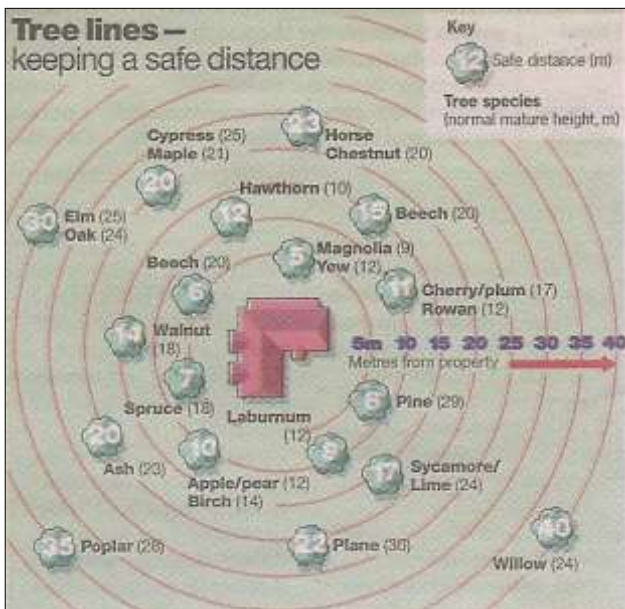 Tree lines –
keeping a safe distance
Key
12 Safe distance (m)
Tree species
(normal mature height, m)
Cypress (25)
Maple (21)
20
23 Horse
Chestnut (20)
Hawthorn (10)
12
15 Beech (20)
30 Elm (25)
Oak (24)
5 Magnolia (9)
Yew (12)
Beech (20)
11 Cherry/plum (17)
Rowan (12)
Walnut
(18)
5m 10 15 20 25 30 35 40
Metres from property
7
Spruce (18)
Laburnum
(12)
Pine (29)
20
Ash (23)
10
Apple/pear (12)
Birch (14)
9
17 Sycamore/
Lime (24)
35 Poplar (28)
22 Plane (30)
40
Willow (24)